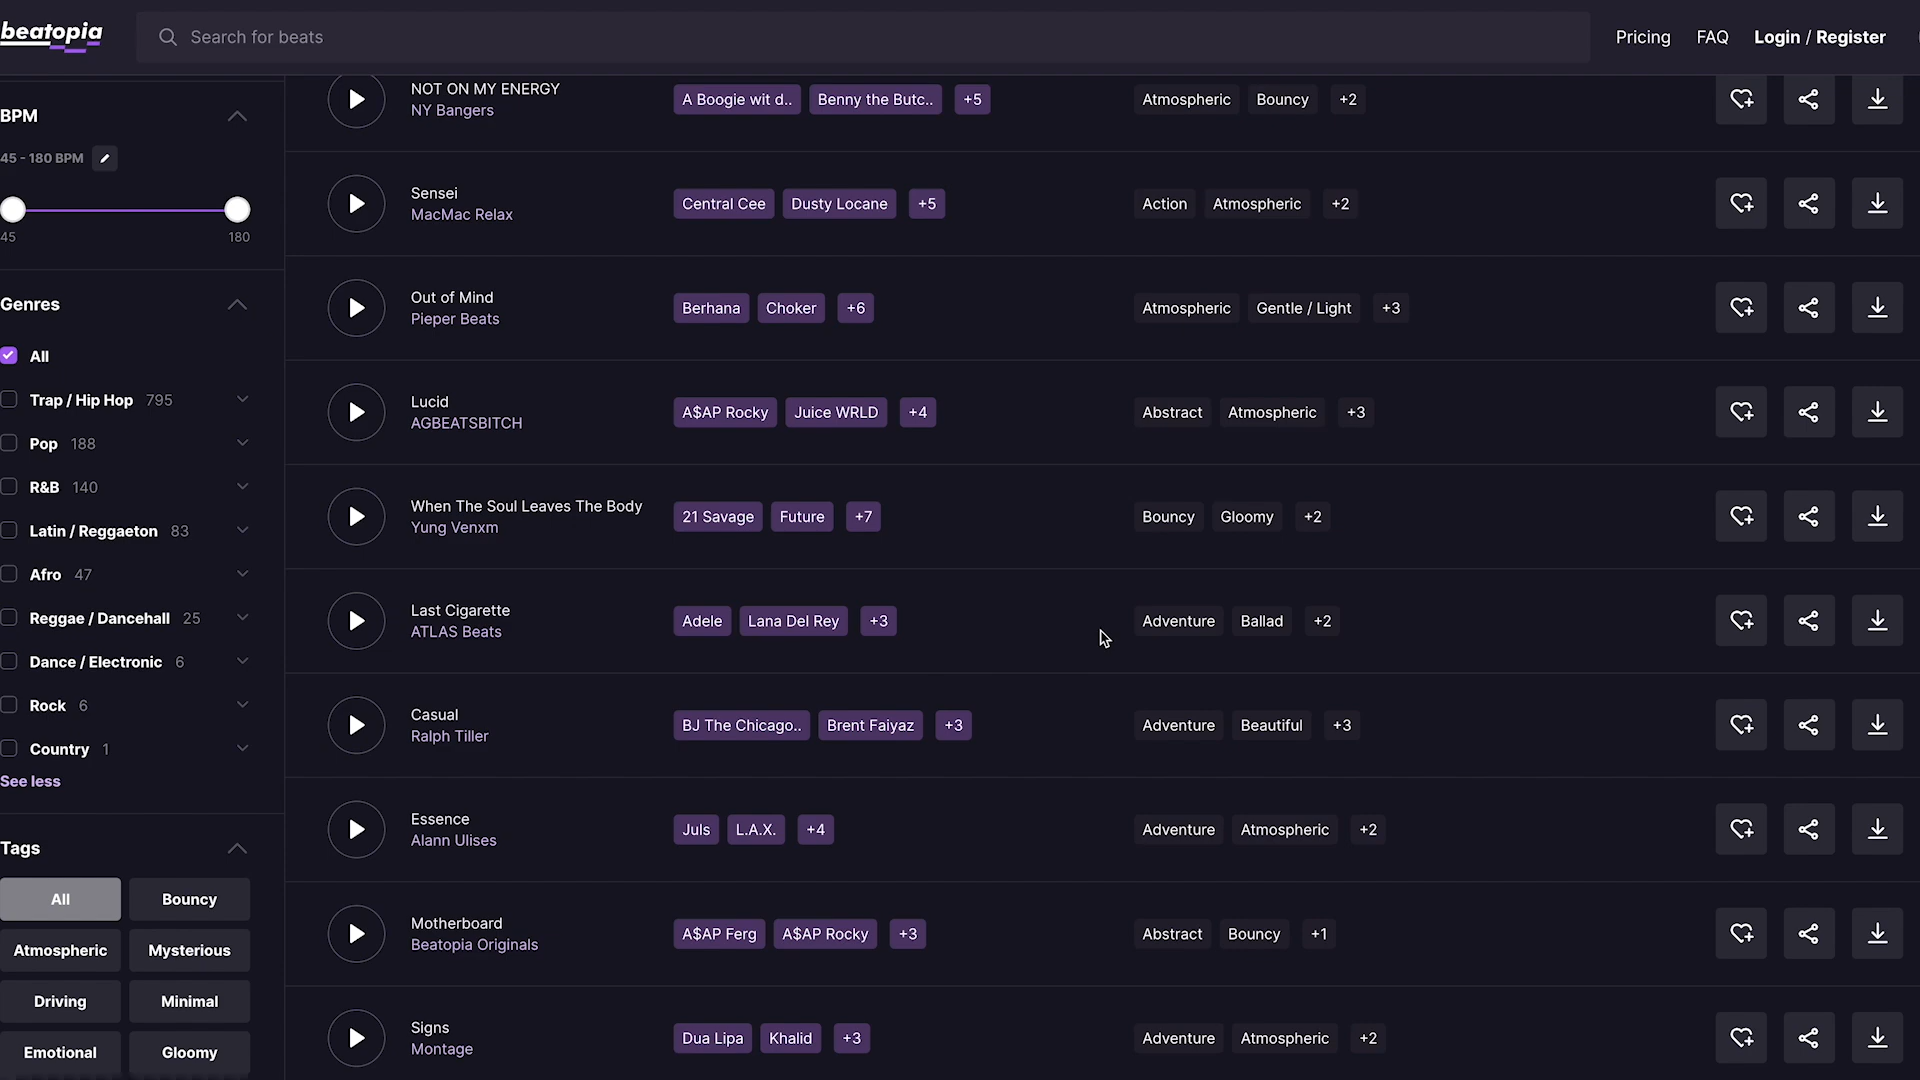 beatopia
Search for beats
Pricing
FAQ
Login / Register
BPM
45 - 180 BPM
45
180
Genres
All
Trap / Hip Hop 795
Pop 188
R&B 140
Latin / Reggaeton 83
Afro 47
Reggae / Dancehall 25
Dance / Electronic 6
Rock 6
Country 1
See less
Tags
All
Bouncy
Atmospheric
Mysterious
Driving
Minimal
Emotional
Gloomy
NOT ON MY ENERGY
NY Bangers
A Boogie wit d.. Benny the Butc.. +5
Atmospheric Bouncy +2
Sensei
MacMac Relax
Central Cee Dusty Locane +5
Action Atmospheric +2
Out of Mind
Pieper Beats
Berhana Choker +6
Atmospheric Gentle / Light +3
Lucid
AGBEATSBITCH
A$AP Rocky Juice WRLD +4
Abstract Atmospheric +3
When The Soul Leaves The Body
Yung Venxm
21 Savage Future +7
Bouncy Gloomy +2
Last Cigarette
ATLAS Beats
Adele Lana Del Rey +3
Adventure Ballad +2
Casual
Ralph Tiller
BJ The Chicago.. Brent Faiyaz +3
Adventure Beautiful +3
Essence
Alann Ulises
Juls L.A.X. +4
Adventure Atmospheric +2
Motherboard
Beatopia Originals
A$AP Ferg A$AP Rocky +3
Abstract Bouncy +1
Signs
Montage
Dua Lipa Khalid +3
Adventure Atmospheric +2